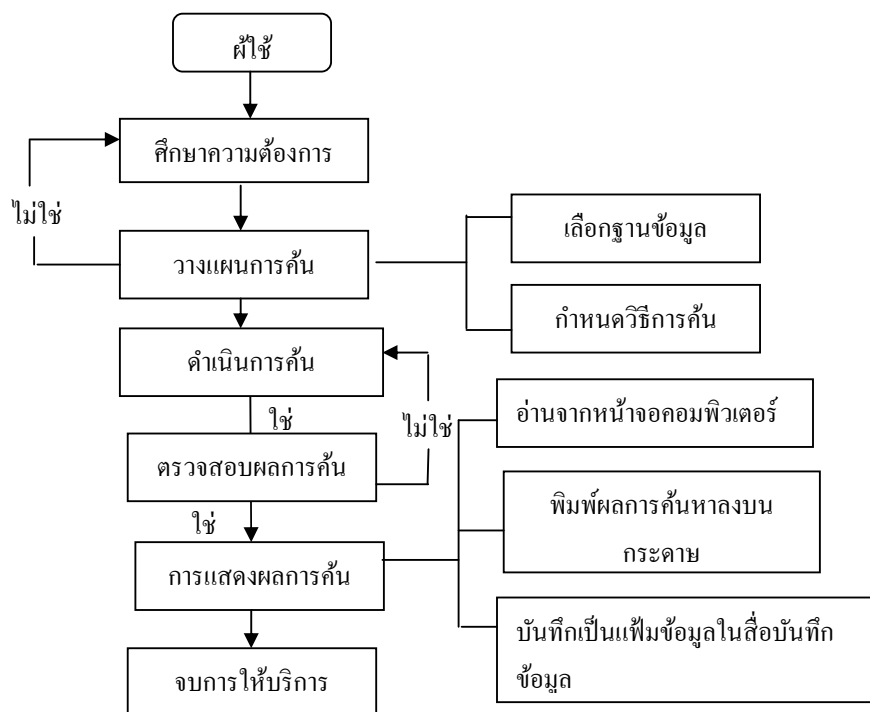 ผ้ใช้
ศึกษาความต้องการ
ไม่ใช่
วางแผนการค้น
เลือกฐานข้อมูล
กำหนดวิธีการค้น
ดำเนินการค้น
ใช่
ไม่ใช่
ตรวจสอบผลการค้น
ใช่
การแสดงผลการค้น
อ่านจากหน้าจอคอมพิวเตอร์
พิมพ์ผลการค้นหาลงบน
กระดาษ
บันทึกเป็นแฟ้มข้อมูลในสื่อบันทึก
ข้อมูล
จบการให้บริการ